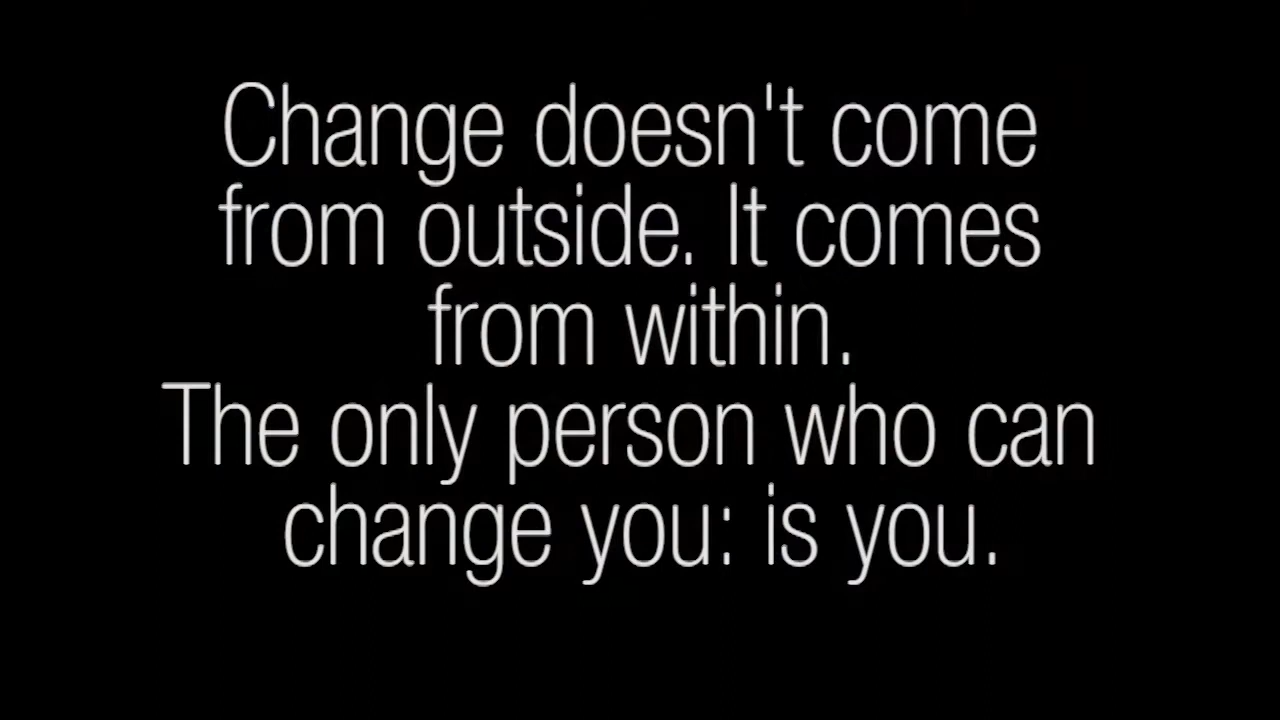 Change doesn't come
from outside. It comes
from within.
The only person who can
change you: is you.